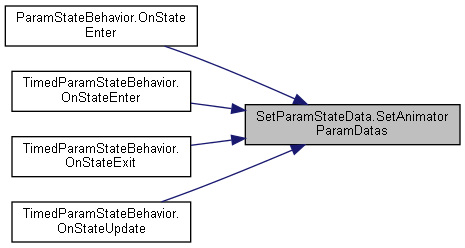 ParamStateBehavior.OnState
Enter
TimedParamStateBehavior.
OnStateEnter
SetParamStateData.SetAnimator
ParamDatas
TimedParamStateBehavior.
OnStateExit
TimedParamStateBehavior.
OnStateUpdate